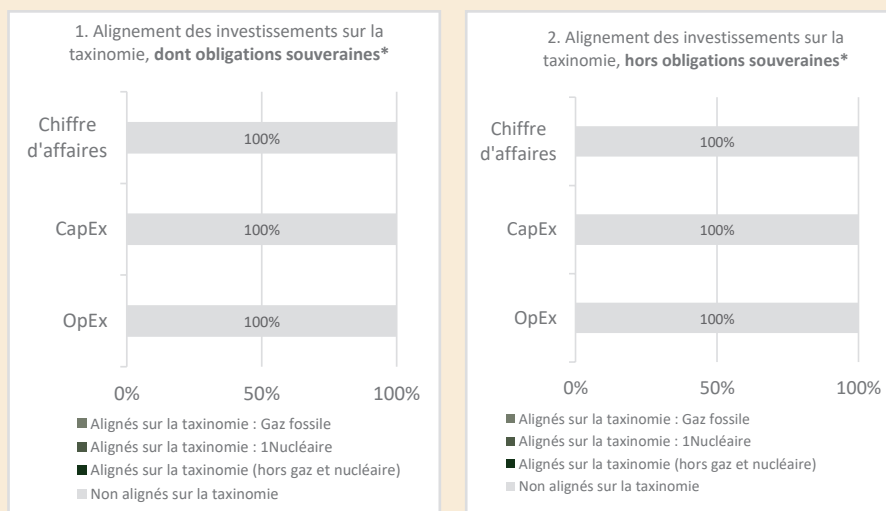 1. Alignement des investissements sur la
taxinomie, dont obligations souveraines*
Chiffre
d'affaires
100%
CapEx
100%
OpEx
100%
0%
50%
100%
Alignés sur la taxinomie : Gaz fossile
Alignés sur la taxinomie : 1Nucléaire
Alignés sur la taxinomie (hors gaz et nucléaire)
Non alignés sur la taxinomie
2. Alignement des investissements sur la
taxinomie, hors obligations souveraines*
Chiffre
d'affaires
100%
CapEx
100%
OpEx
100%
0%
50%
100%
Alignés sur la taxinomie : Gaz fossile
Alignés sur la taxinomie : 1Nucléaire
Alignés sur la taxinomie (hors gaz et nucléaire)
Non alignés sur la taxinomie